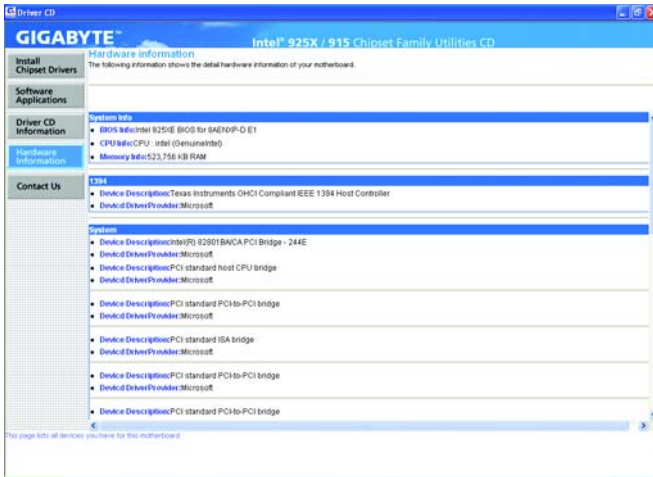 Driver CD
GIGABYTE™
Intel® 925X / 915 Chipset Family Utilities CD
Install
Chipset Drivers
Software
Applications
Driver CD
Information
Hardware
Information
Contact Us
Hardware information
The following information shows the detail hardware information of your motherboard.
System Info
BIOS Info:Intel 925XE BIOS for 8AENXP-D E1
CPU Info:CPU : intel (GenuineIntel)
Memory Info:523,756 KB RAM
1394
Device Description:Texas Instruments OHCI Compliant IEEE 1394 Host Controller
Devicd DriverProvider:Microsoft
System
Device Description:Intel(R) 82801BA/CA PCI Bridge - 244E
Devicd DriverProvider:Microsoft
Device Description:PCI standard host CPU bridge
Devicd DriverProvider:Microsoft
Device Description:PCI standard PCI-to-PCI bridge
Devicd DriverProvider:Microsoft
Device Description:PCI standard ISA bridge
Devicd DriverProvider:Microsoft
Device Description:PCI standard PCI-to-PCI bridge
Devicd DriverProvider:Microsoft
Device Description:PCI standard PCI-to-PCI bridge
This page lists all devices you have for this motherboard